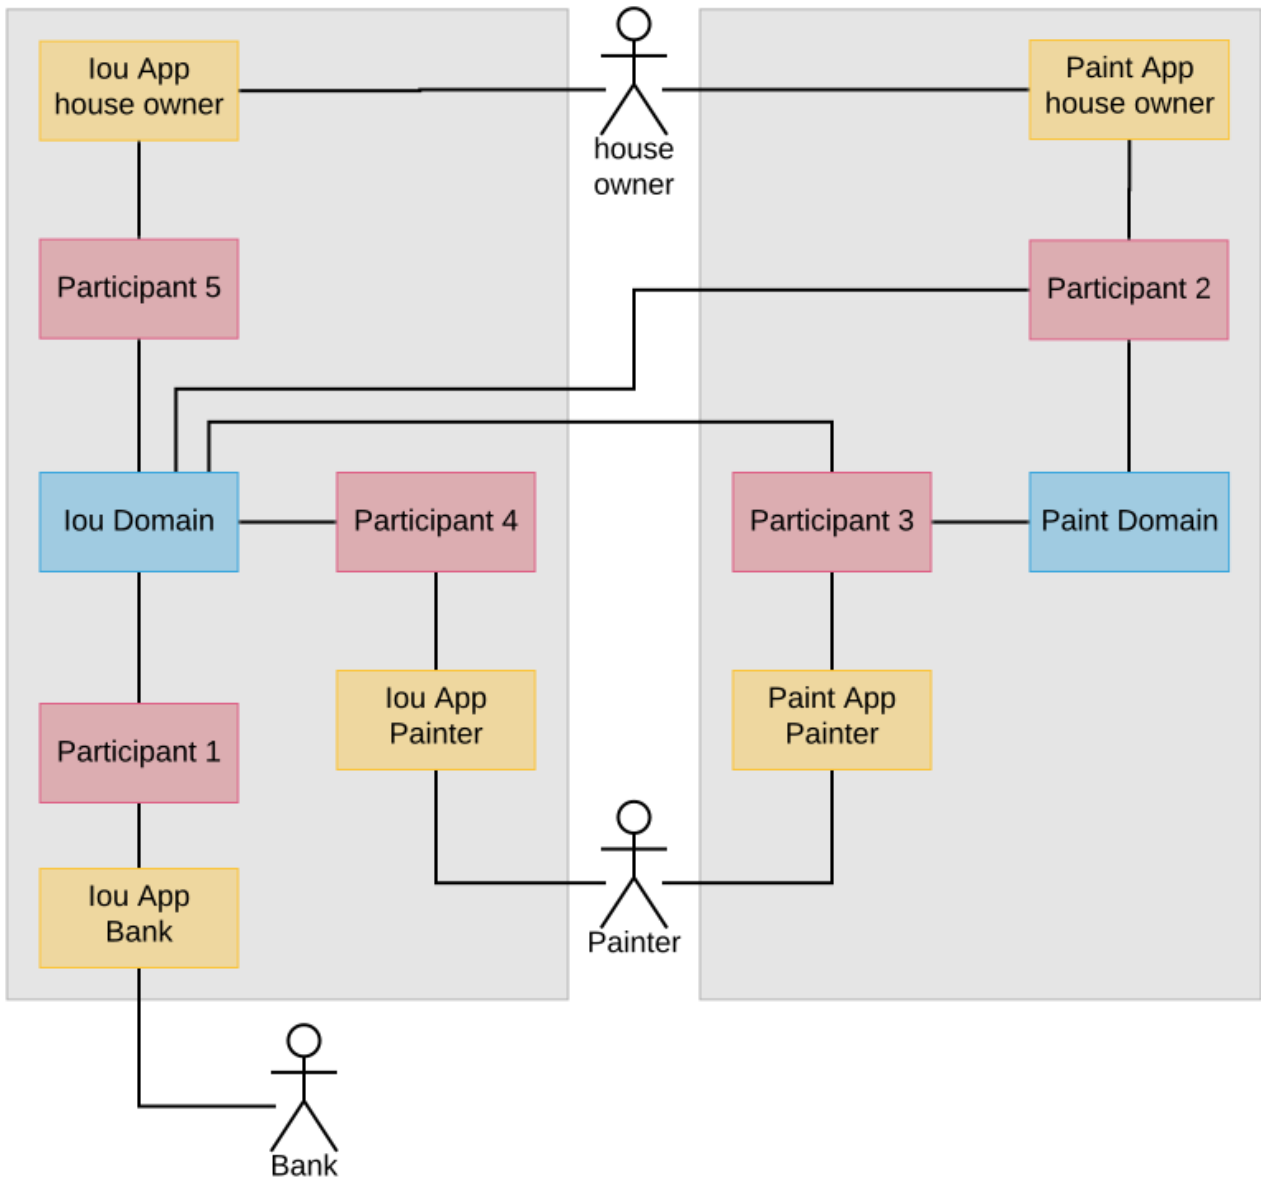 Iou App
house owner
house
owner
Paint App
house owner
Participant 5
Participant 2
Iou Domain
Participant 4
Participant 3
Paint Domain
Iou App
Painter
Paint App
Painter
Participant 1
Iou App
Bank
Painter
Bank